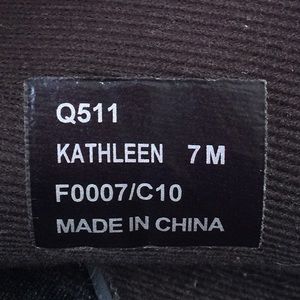 Q511
KATHLEEN 7 M
F0007/C10
MADE IN CHINA